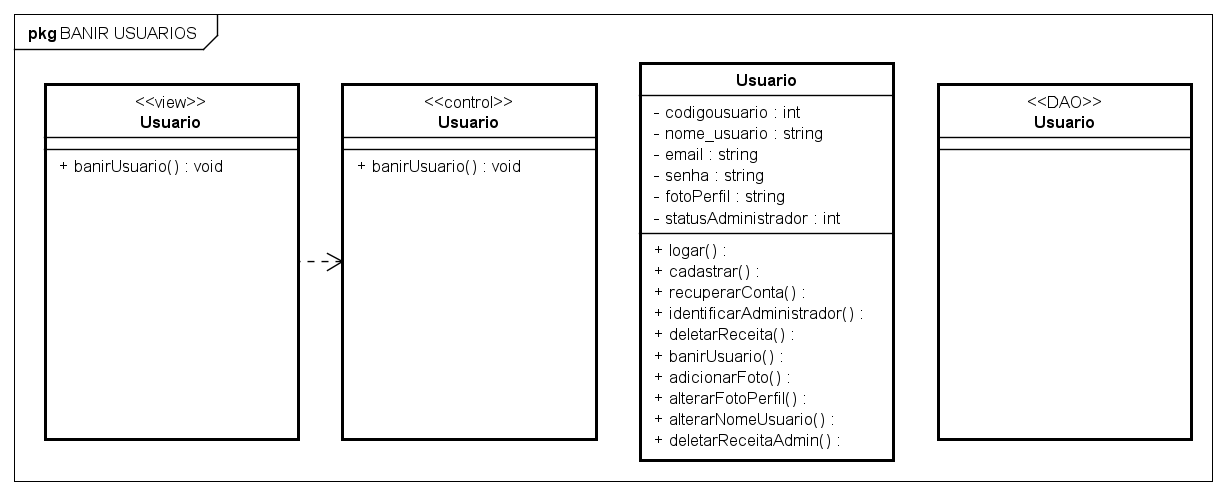 pkg BANIR USUARIOS
<<view>>
Usuario
+ banirUsuario() : void
<<control>>
Usuario
+ banirUsuario() : void
Usuario
- codigousuario : int
- nome_usuario : string
- email : string
- senha : string
- fotoPerfil : string
- statusAdministrador : int
+ logar() :
+ cadastrar() :
+ recuperarConta() :
+ identificarAdministrador() :
+ deletarReceita() :
+ banirUsuario() :
+ adicionarFoto() :
+ alterarFotoPerfil() :
+ alterarNomeUsuario() :
+ deletarReceitaAdmin() :
<<DAO>>
Usuario